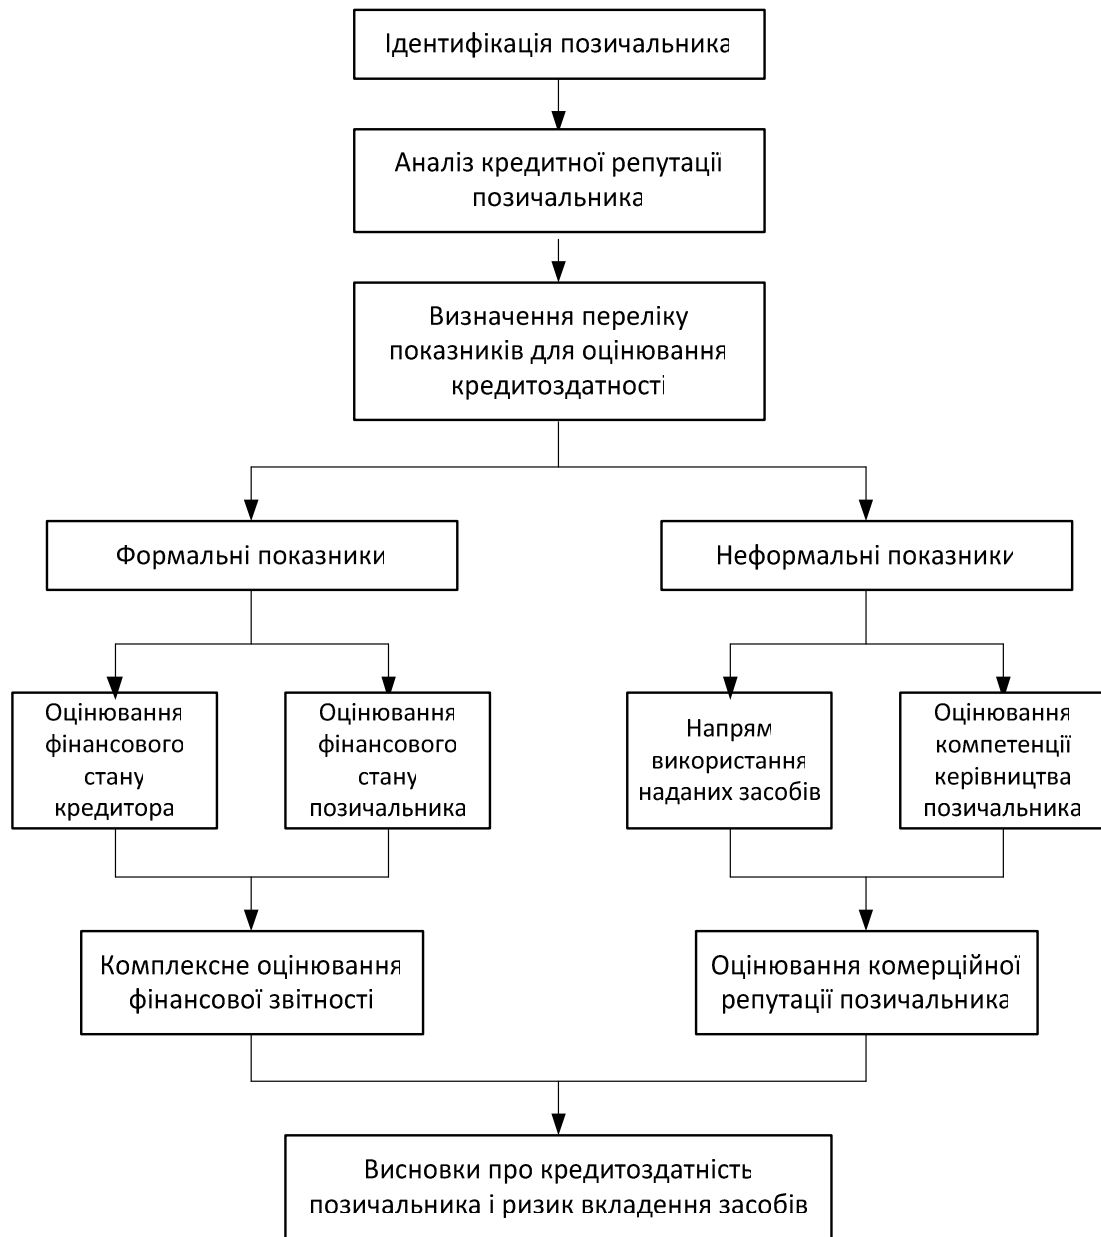 Ідентифікація позичальника
Аналіз кредитної репутації
позичальника
Визначення переліку
показників для оцінювання
кредитоздатності
Формальні показники
Неформальні показники
Оцінювання
фінансового
стану
кредитора
Оцінювання
фінансового
стану
позичальника
Напрям
використання
наданих засобів
Оцінювання
компетенції
керівництва
позичальника
Комплексне оцінювання
фінансової звітності
Оцінювання комерційної
репутації позичальника
Висновки про кредитоздатність
позичальника і ризик вкладення засобів